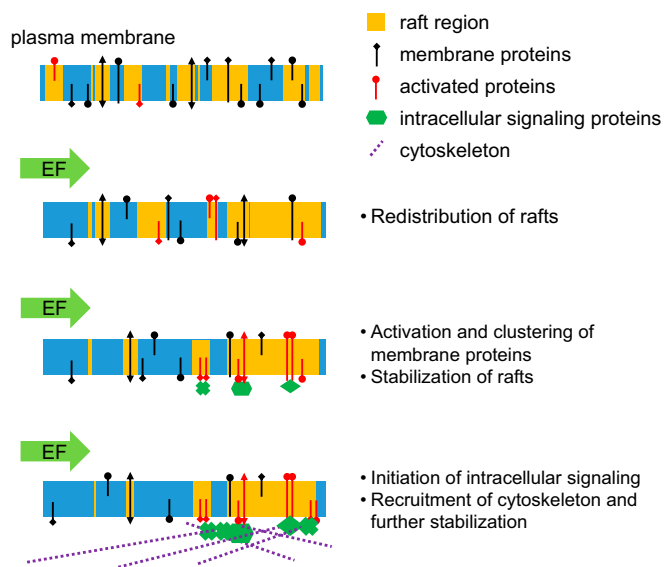 plasma membrane
raft region
membrane proteins
activated proteins
intracellular signaling proteins
cytoskeleton
EF
• Redistribution of rafts
EF
• Activation and clustering of
membrane proteins
• Stabilization of rafts
EF
• Initiation of intracellular signaling
• Recruitment of cytoskeleton and
further stabilization